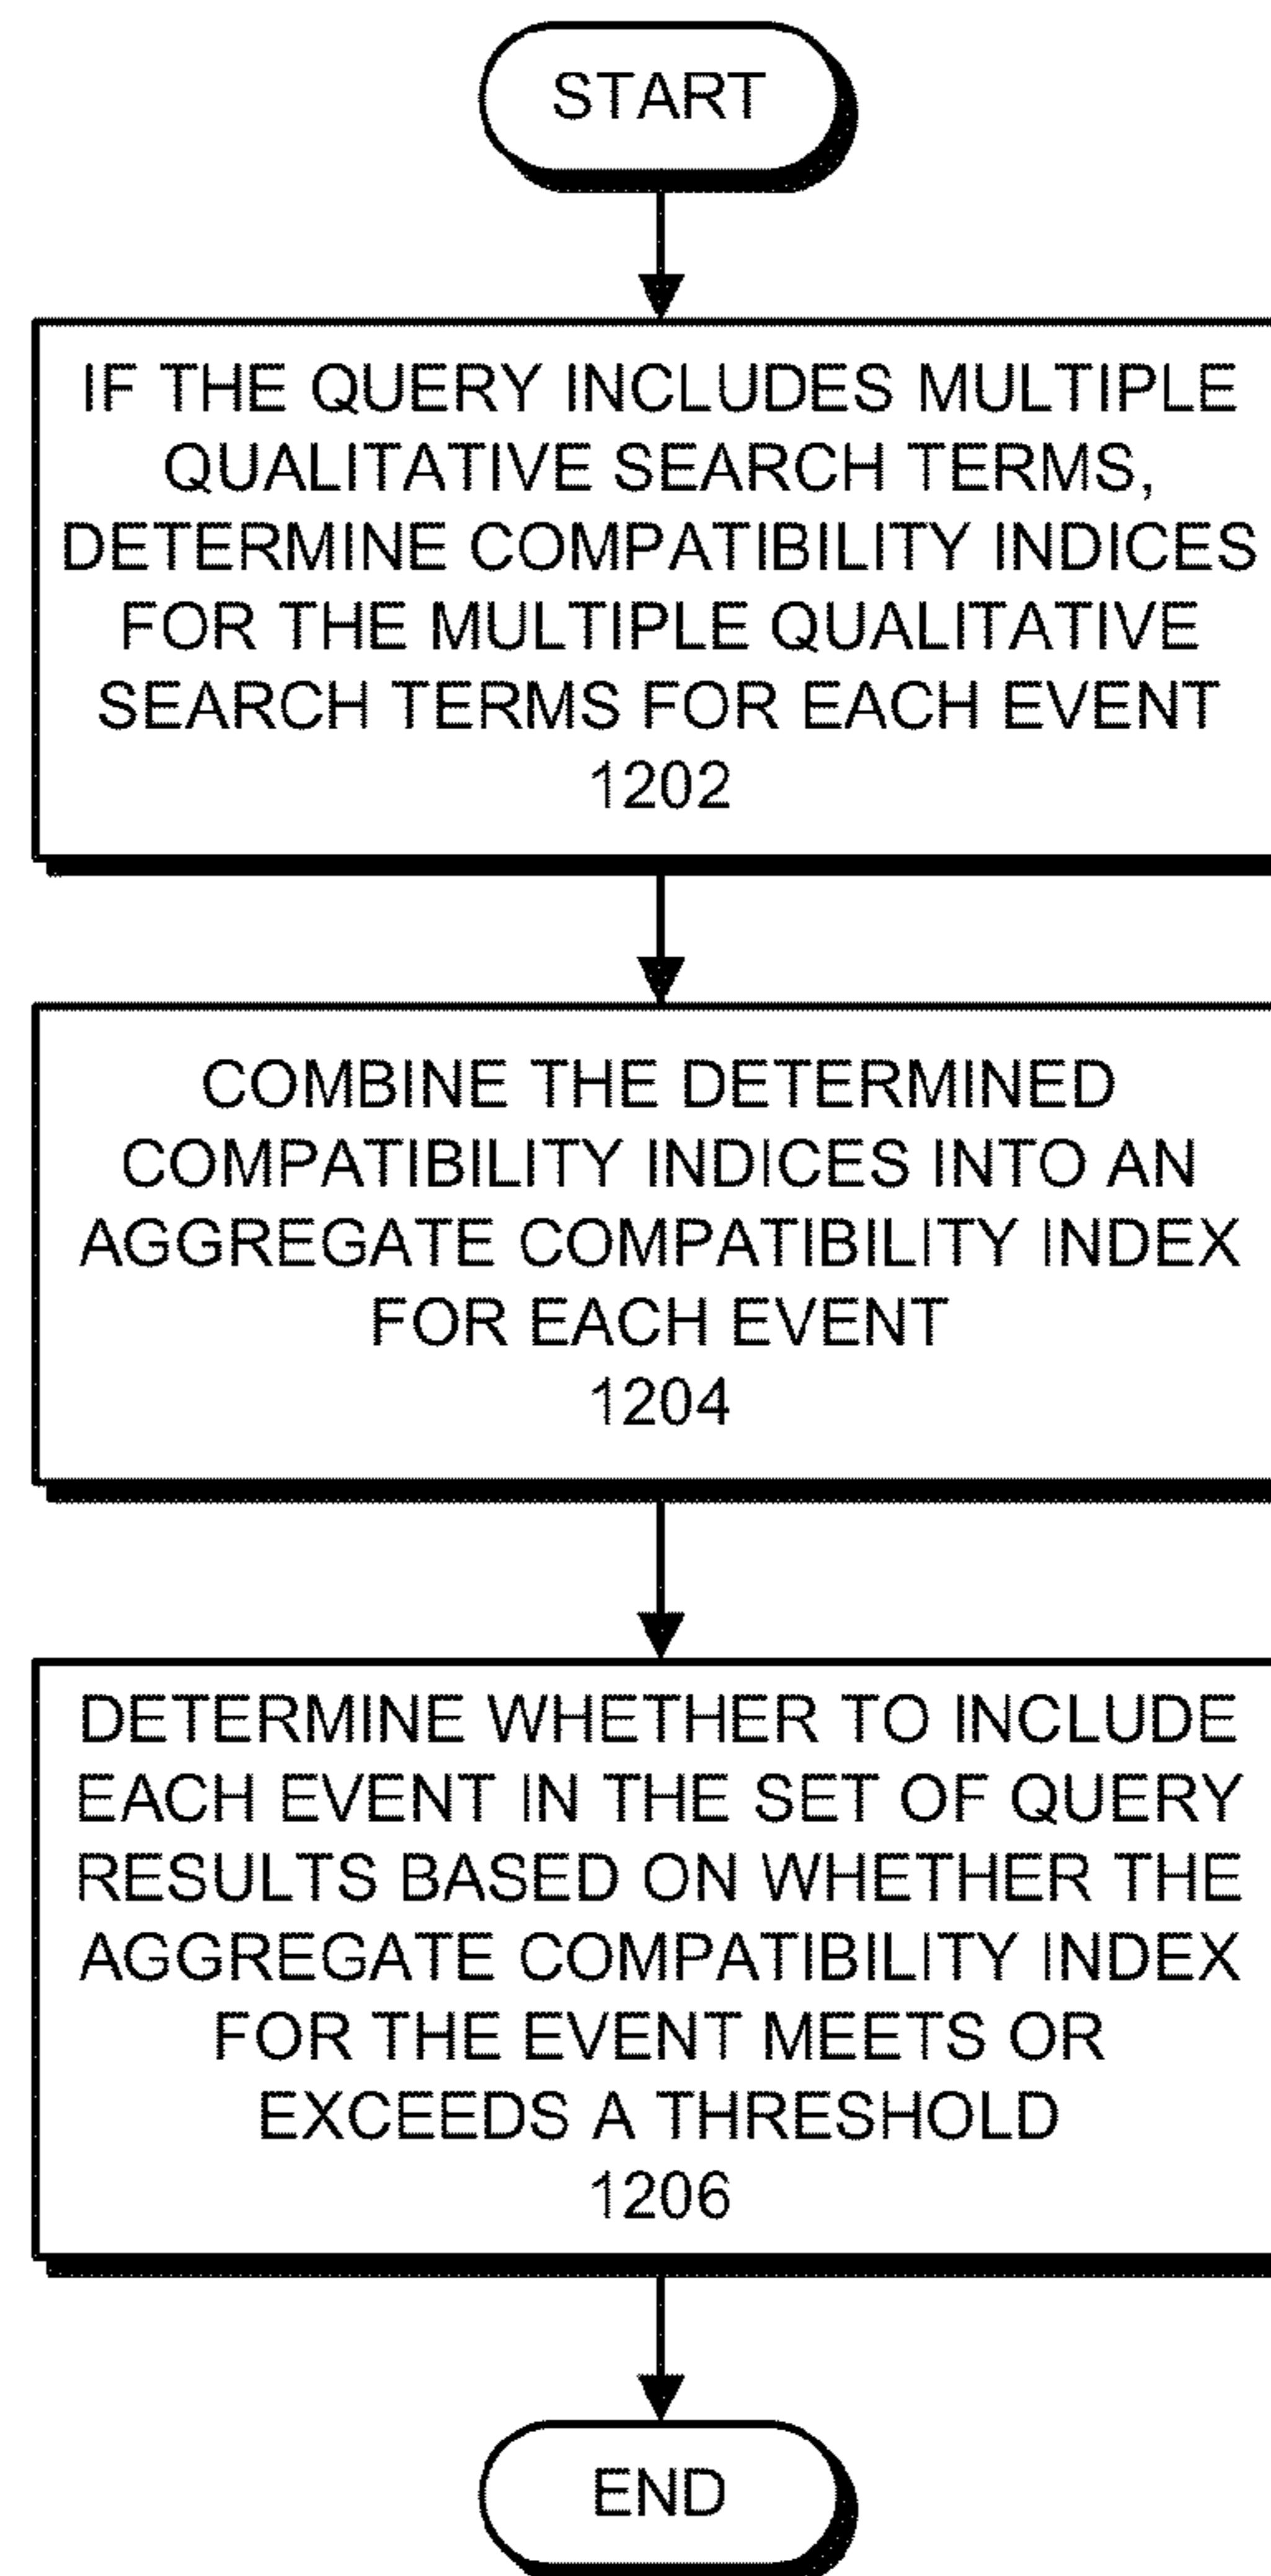 START
IF THE QUERY INCLUDES MULTIPLE
QUALITATIVE SEARCH TERMS,
DETERMINE COMPATIBILITY INDICES
FOR THE MULTIPLE QUALITATIVE
SEARCH TERMS FOR EACH EVENT
1202
COMBINE THE DETERMINED
COMPATIBILITY INDICES INTO AN
AGGREGATE COMPATIBILITY INDEX
FOR EACH EVENT
1204
DETERMINE WHETHER TO INCLUDE
EACH EVENT IN THE SET OF QUERY
RESULTS BASED ON WHETHER THE
AGGREGATE COMPATIBILITY INDEX
FOR THE EVENT MEETS OR
EXCEEDS A THRESHOLD
1206
END